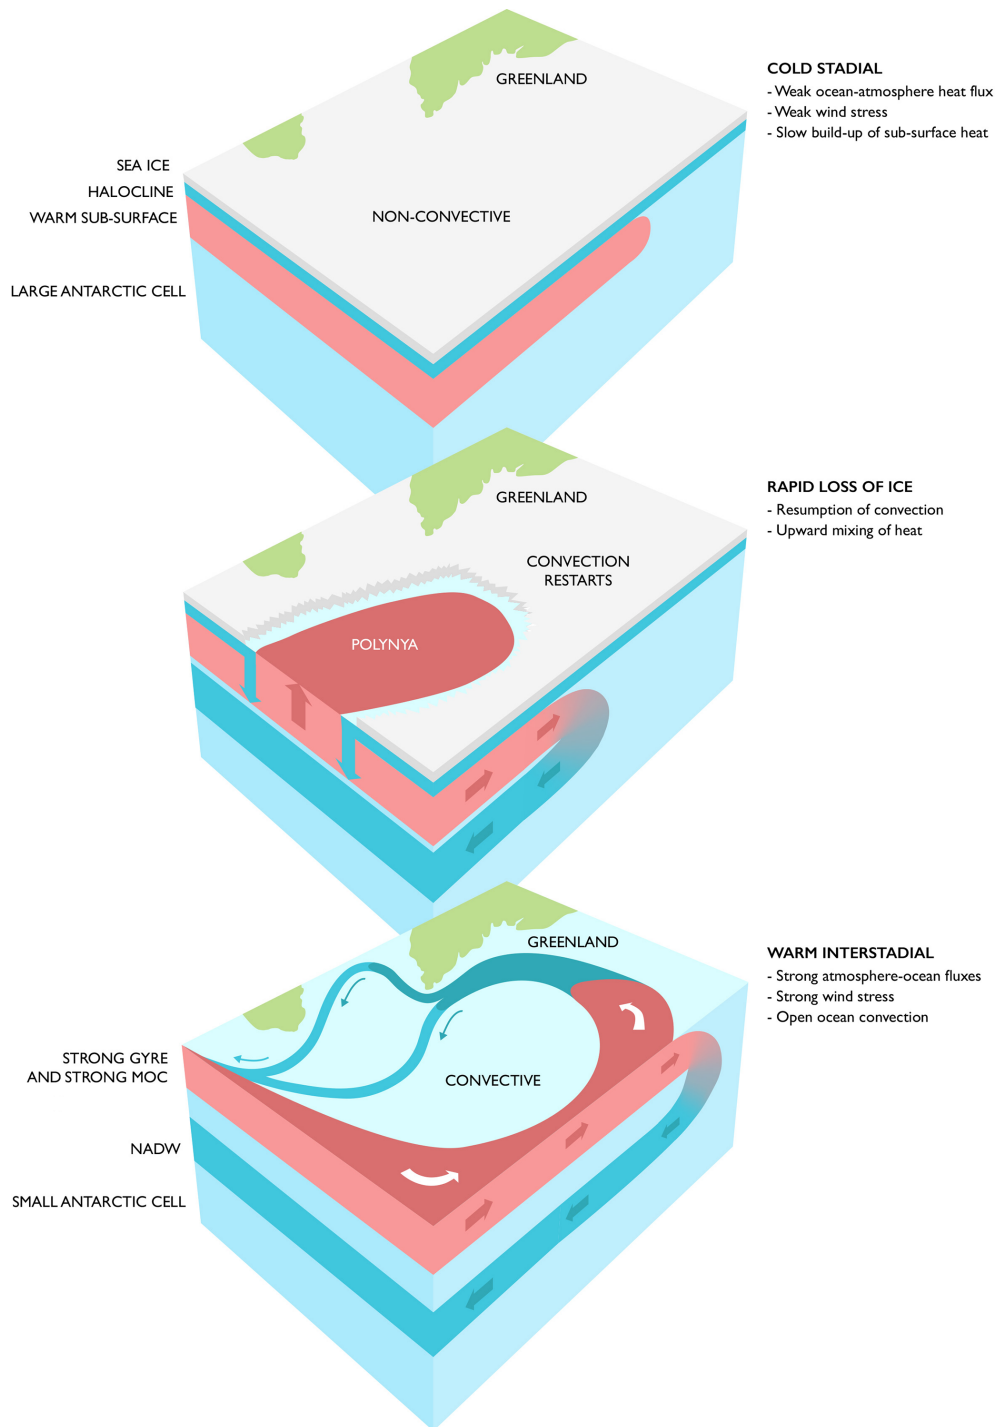 GREENLAND
COLD STADIAL
- Weak ocean-atmosphere heat flux
- Weak wind stress
- Slow build-up of sub-surface heat
SEA ICE
HALOCLINE
WARM SUB-SURFACE
NON-CONVECTIVE
LARGE ANTARCTIC CELL
GREENLAND
RAPID LOSS OF ICE
- Resumption of convection
- Upward mixing of heat
CONVECTION
RESTARTS
POLYNYA
GREENLAND
WARM INTERSTADIAL
- Strong atmosphere-ocean fluxes
- Strong wind stress
- Open ocean convection
STRONG GYRE
AND STRONG MOC
CONVECTIVE
NADW
SMALL ANTARCTIC CELL